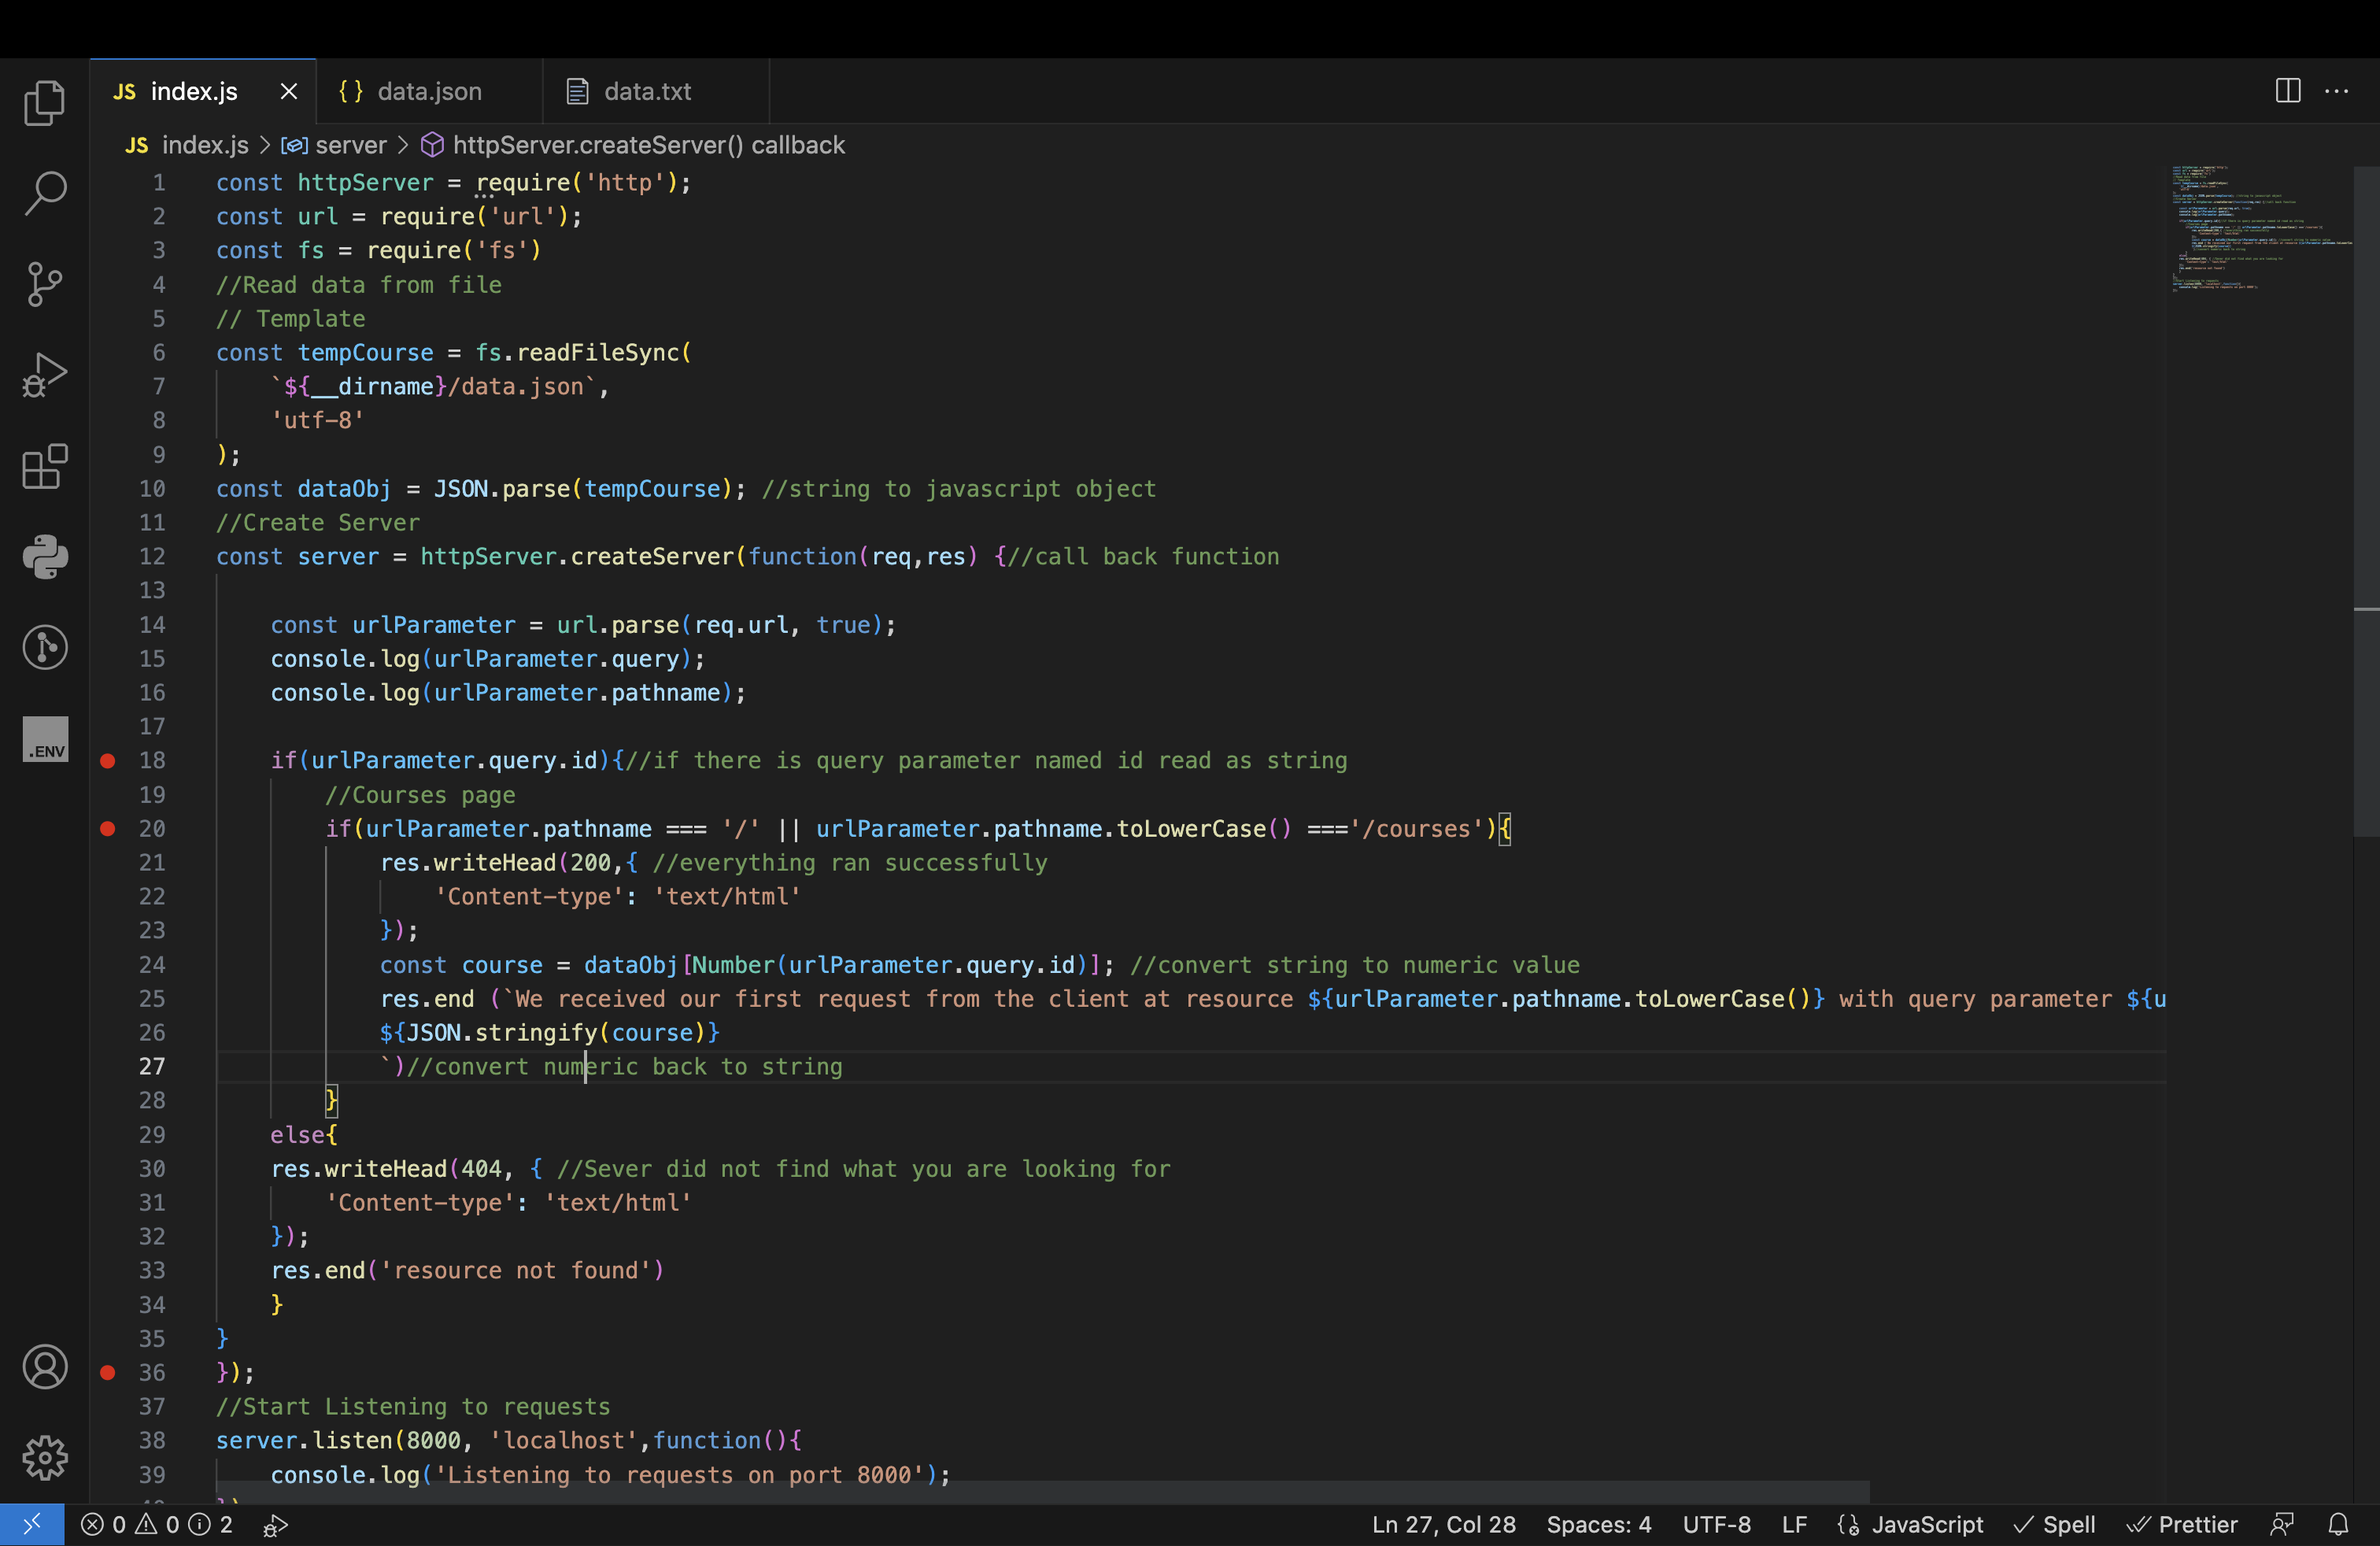 JS index.js × {} data.json data.txt ...
JS index.js > server > httpServer.createServer() callback
1 const httpServer = require('http');
2 const url = require('url');
3 const fs = require('fs')
4 //Read data from file
5 // Template
6 const tempCourse = fs.readFileSync(
7 `${__dirname}/data.json`,
8 'utf-8'
9 );
10 const dataObj = JSON.parse(tempCourse); //string to javascript object
11 //Create Server
12 const server = httpServer.createServer(function(req,res) {//call back function
13
14 const urlParameter = url.parse(req.url, true);
15 console.log(urlParameter.query);
16 console.log(urlParameter.pathname);
17
18 if(urlParameter.query.id){//if there is query parameter named id read as string
19 //Courses page
20 if(urlParameter.pathname === '/' || urlParameter.pathname.toLowerCase() ==='/courses'){
21 res.writeHead(200,{ //everything ran successfully
22 'Content-type': 'text/html'
23 });
24 const course = dataObj[Number(urlParameter.query.id)]; //convert string to numeric value
25 res.end (`We received our first request from the client at resource ${urlParameter.pathname.toLowerCase()} with query parameter ${u
26 ${JSON.stringify(course)}
27 `)//convert numeric back to string
28 }
29 else{
30 res.writeHead(404, { //Sever did not find what you are looking for
31 'Content-type': 'text/html'
32 });
33 res.end('resource not found')
34 }
35 }
36 });
37 //Start Listening to requests
38 server.listen(8000, 'localhost',function(){
39 console.log('Listening to requests on port 8000');
.ENV
0 0 2 Ln 27, Col 28 Spaces: 4 UTF-8 LF {} JavaScript Spell Prettier